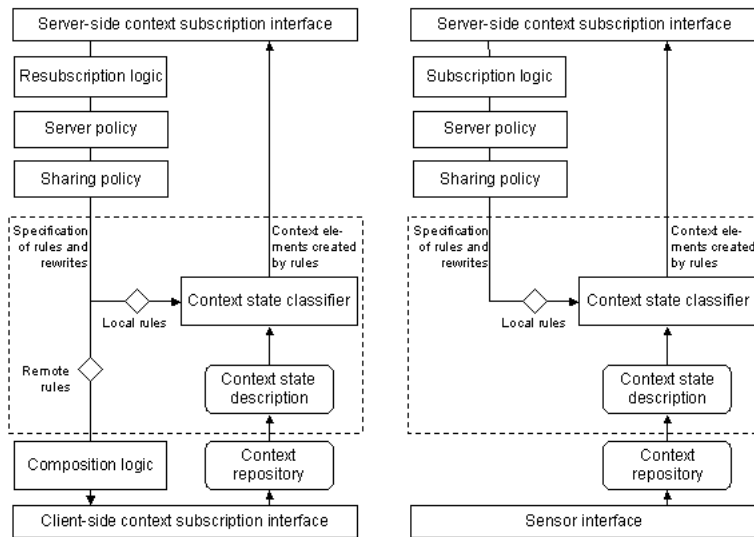 Server-side context subscription interface
Resubscription logic
Server policy
Sharing policy
Specification
of rules and
rewrites
Context ele-
ments created
by rules
Context state classifier
Local rules
Remote
rules
Context state
description
Composition logic
Context
repository
Client-side context subscription interface
Server-side context subscription interface
Subscription logic
Server policy
Sharing policy
Specification
of rules and
rewrites
Context ele-
ments created
by rules
Context state classifier
Local rules
Context state
description
Context
repository
Sensor interface